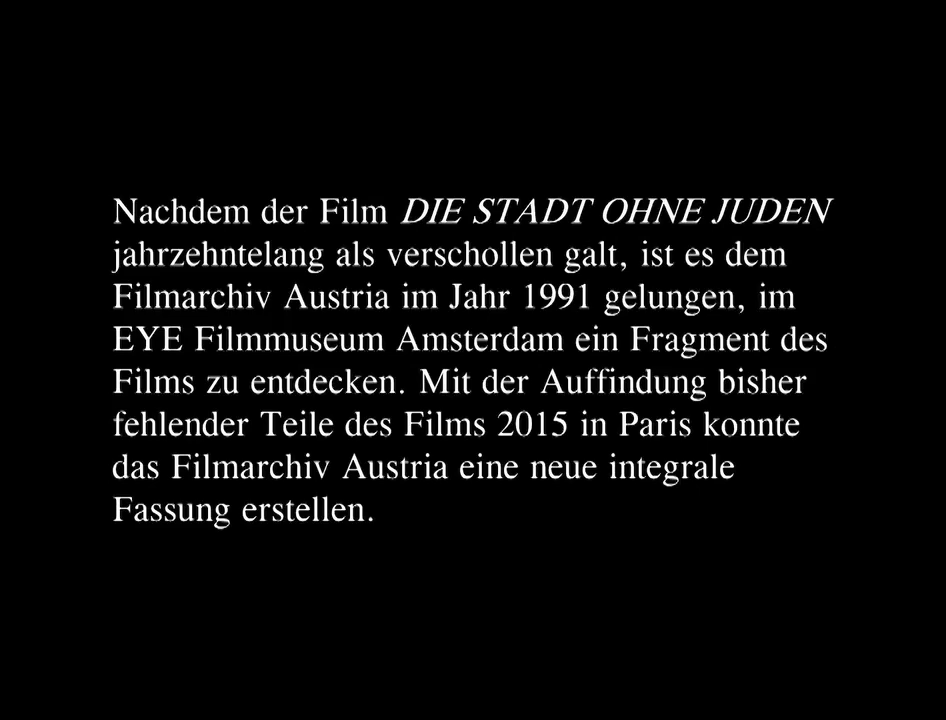 Nachdem der Film DIE STADT OHNE JUDEN
jahrzehntelang als verschollen galt, ist es dem
Filmarchiv Austria im Jahr 1991 gelungen, im
EYE Filmmuseum Amsterdam ein Fragment des
Films zu entdecken. Mit der Auffindung bisher
fehlender Teile des Films 2015 in Paris konnte
das Filmarchiv Austria eine neue integrale
Fassung erstellen.